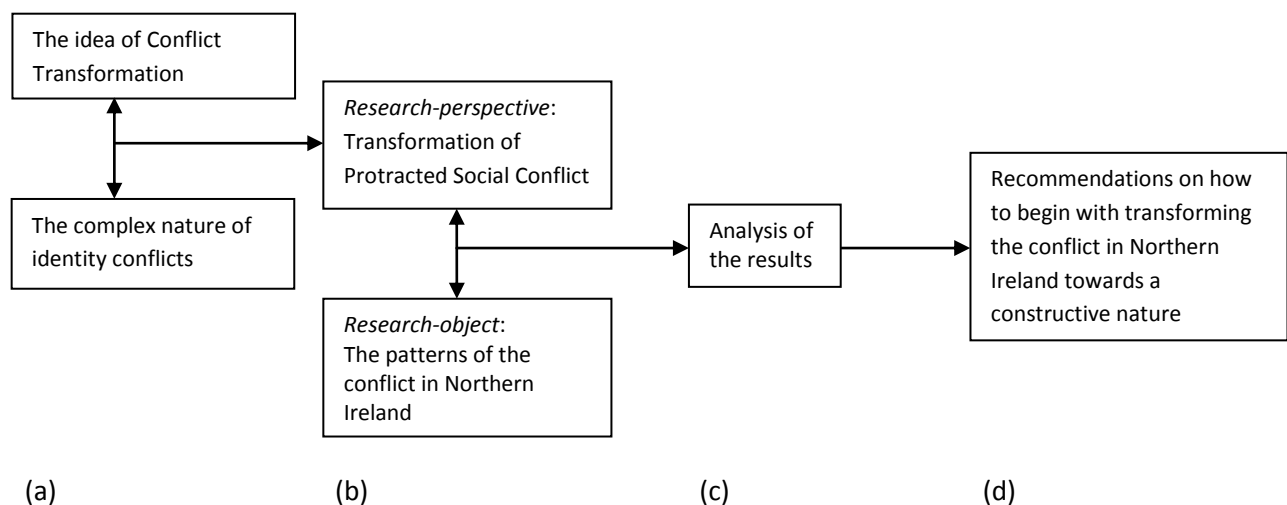 The idea of Conflict
Transformation
The complex nature of
identity conflicts
Research-perspective:
Transformation of
Protracted Social Conflict
Research-object:
The patterns of the
conflict in Northern
Ireland
Analysis of
the results
Recommendations on how
to begin with transforming
the conflict in Northern
Ireland towards a
constructive nature
(a)
(b)
(c)
(d)